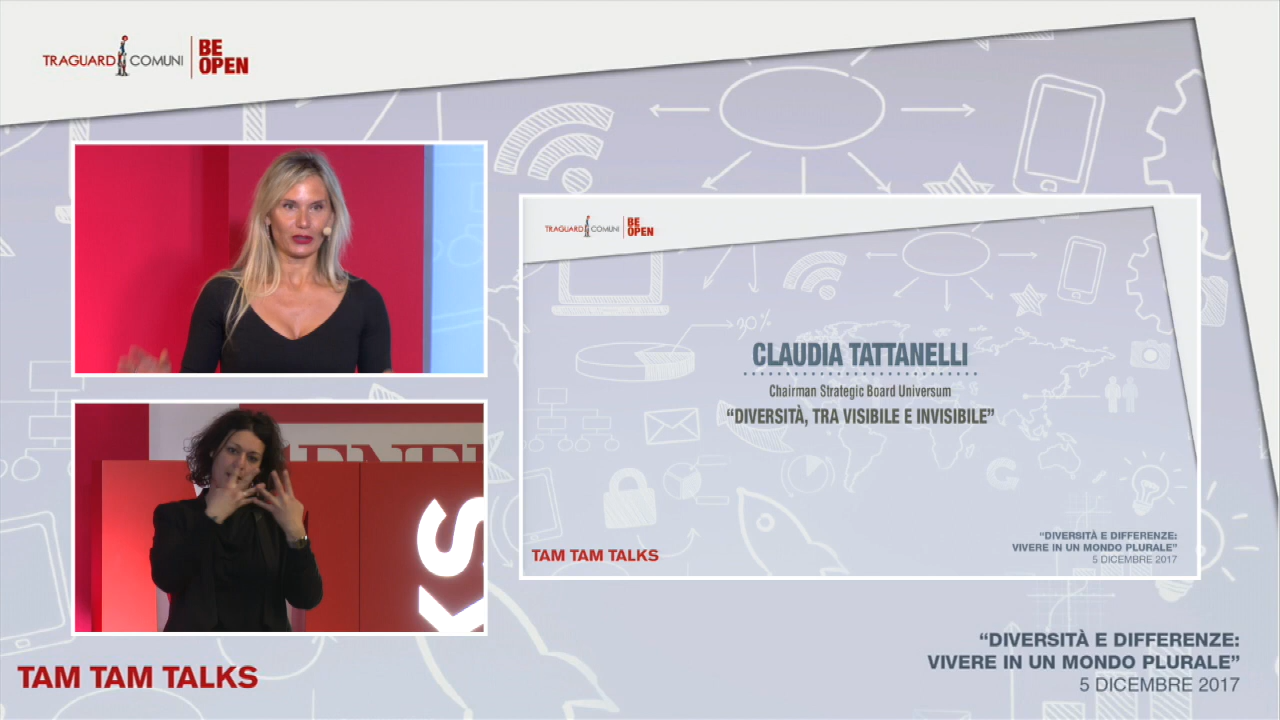 TRAGUARDI COMUNI
BE
OPEN
TRAGUARDI COMUNI
BE
OPEN
CLAUDIA TATTANELLI
Chairman Strategic Board Universum
“DIVERSITÀ, TRA VISIBILE E INVISIBILE”
30%
G
TAM TAM TALKS
“DIVERSITÀ E DIFFERENZE:
VIVERE IN UN MONDO PLURALE”
5 DICEMBRE 2017
KS
TAM TAM TALKS
“DIVERSITÀ E DIFFERENZE:
VIVERE IN UN MONDO PLURALE”
5 DICEMBRE 2017